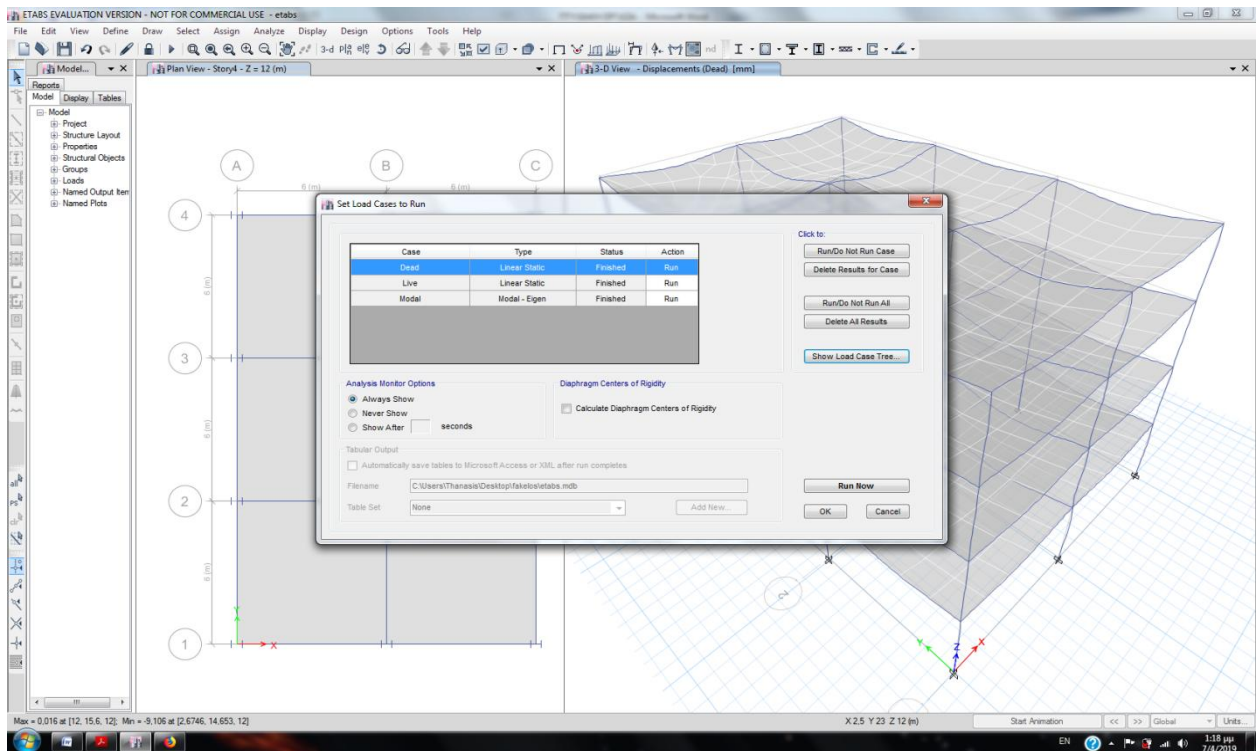 ETABS EVALUATION VERSION - NOT FOR COMMERCIAL USE - etabs
File Edit View Define Draw Select Assign Analyze Display Design Options Tools Help
3-d
nd
Model...
Plan View - Story4 - Z = 12 (m)
3-D View - Displacements (Dead) [mm]
Reports
Model Display Tables
Model
Project
Structure Layout
Properties
Structural Objects
Groups
Loads
Named Output Item
Named Plots
all
PS
clr
A B C
6 (m) 6 (m)
4
6 (m)
3
6 (m)
2
6 (m)
1
Y
X
Set Load Cases to Run
Case Type Status Action
Dead Linear Static Finished Run
Live Linear Static Finished Run
Modal Modal - Eigen Finished Run
Click to:
Run/Do Not Run Case
Delete Results for Case
Run/Do Not Run All
Delete All Results
Show Load Case Tree...
Analysis Monitor Options
Always Show
Never Show
Show After seconds
Diaphragm Centers of Rigidity
Calculate Diaphragm Centers of Rigidity
Tabular Output
Automatically save tables to Microsoft Access or XML after run completes
Filename C:\Users\Thanasis\Desktop\fakelos\etabs.mdb
Table Set None Add New...
Run Now
OK Cancel
2
Y Z X
Max = 0,016 at [12, 15,6, 12]; Min = -9,106 at [2,6746, 14,653, 12]
X 2,5 Y 23 Z 12 (m)
Start Animation << >> Global Units...
EN
1:18 μμ
7/4/2019